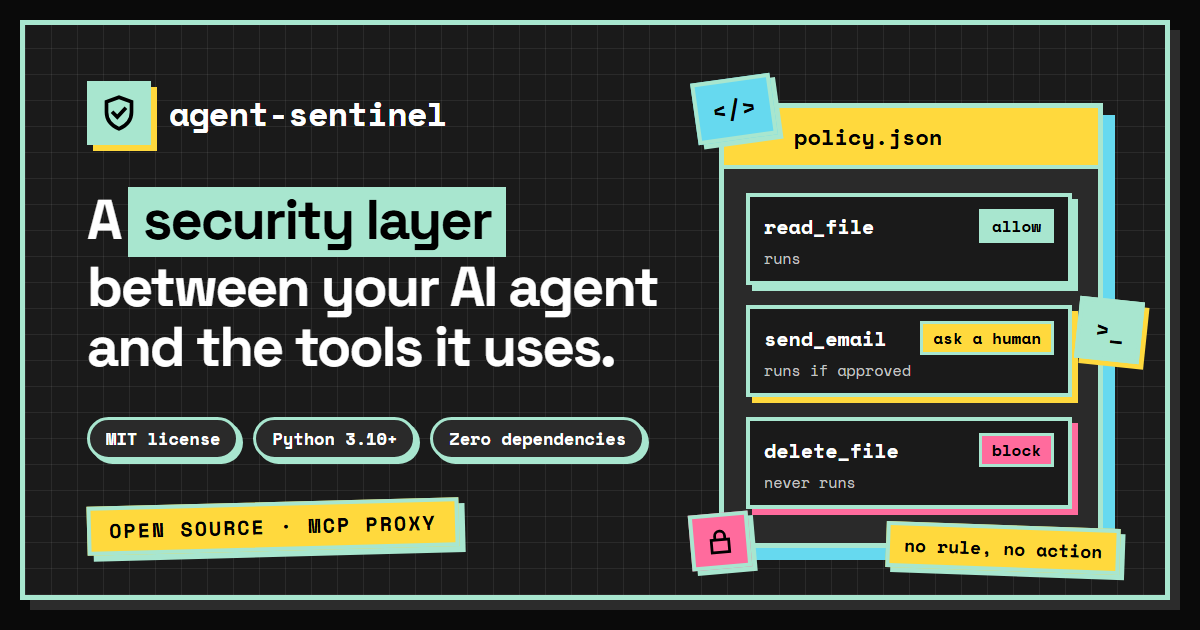 agent-sentinel
A security layer
between your AI agent
and the tools it uses.
MIT license
Python 3.10+
Zero dependencies
OPEN SOURCE · MCP PROXY
</>
policy.json
read_file
allow
runs
send_email
ask a human
runs if approved
>_
delete_file
block
never runs
no rule, no action